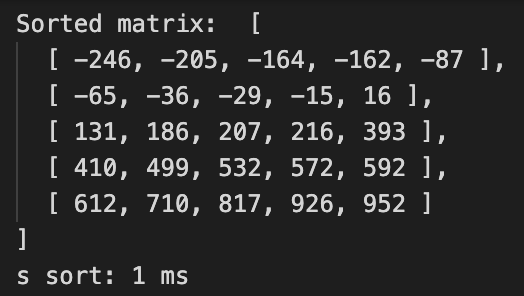 Sorted matrix:  [
  [ -246, -205, -164, -162, -87 ],
  [ -65, -36, -29, -15, 16 ],
  [ 131, 186, 207, 216, 393 ],
  [ 410, 499, 532, 572, 592 ],
  [ 612, 710, 817, 926, 952 ]
]
s sort: 1 ms